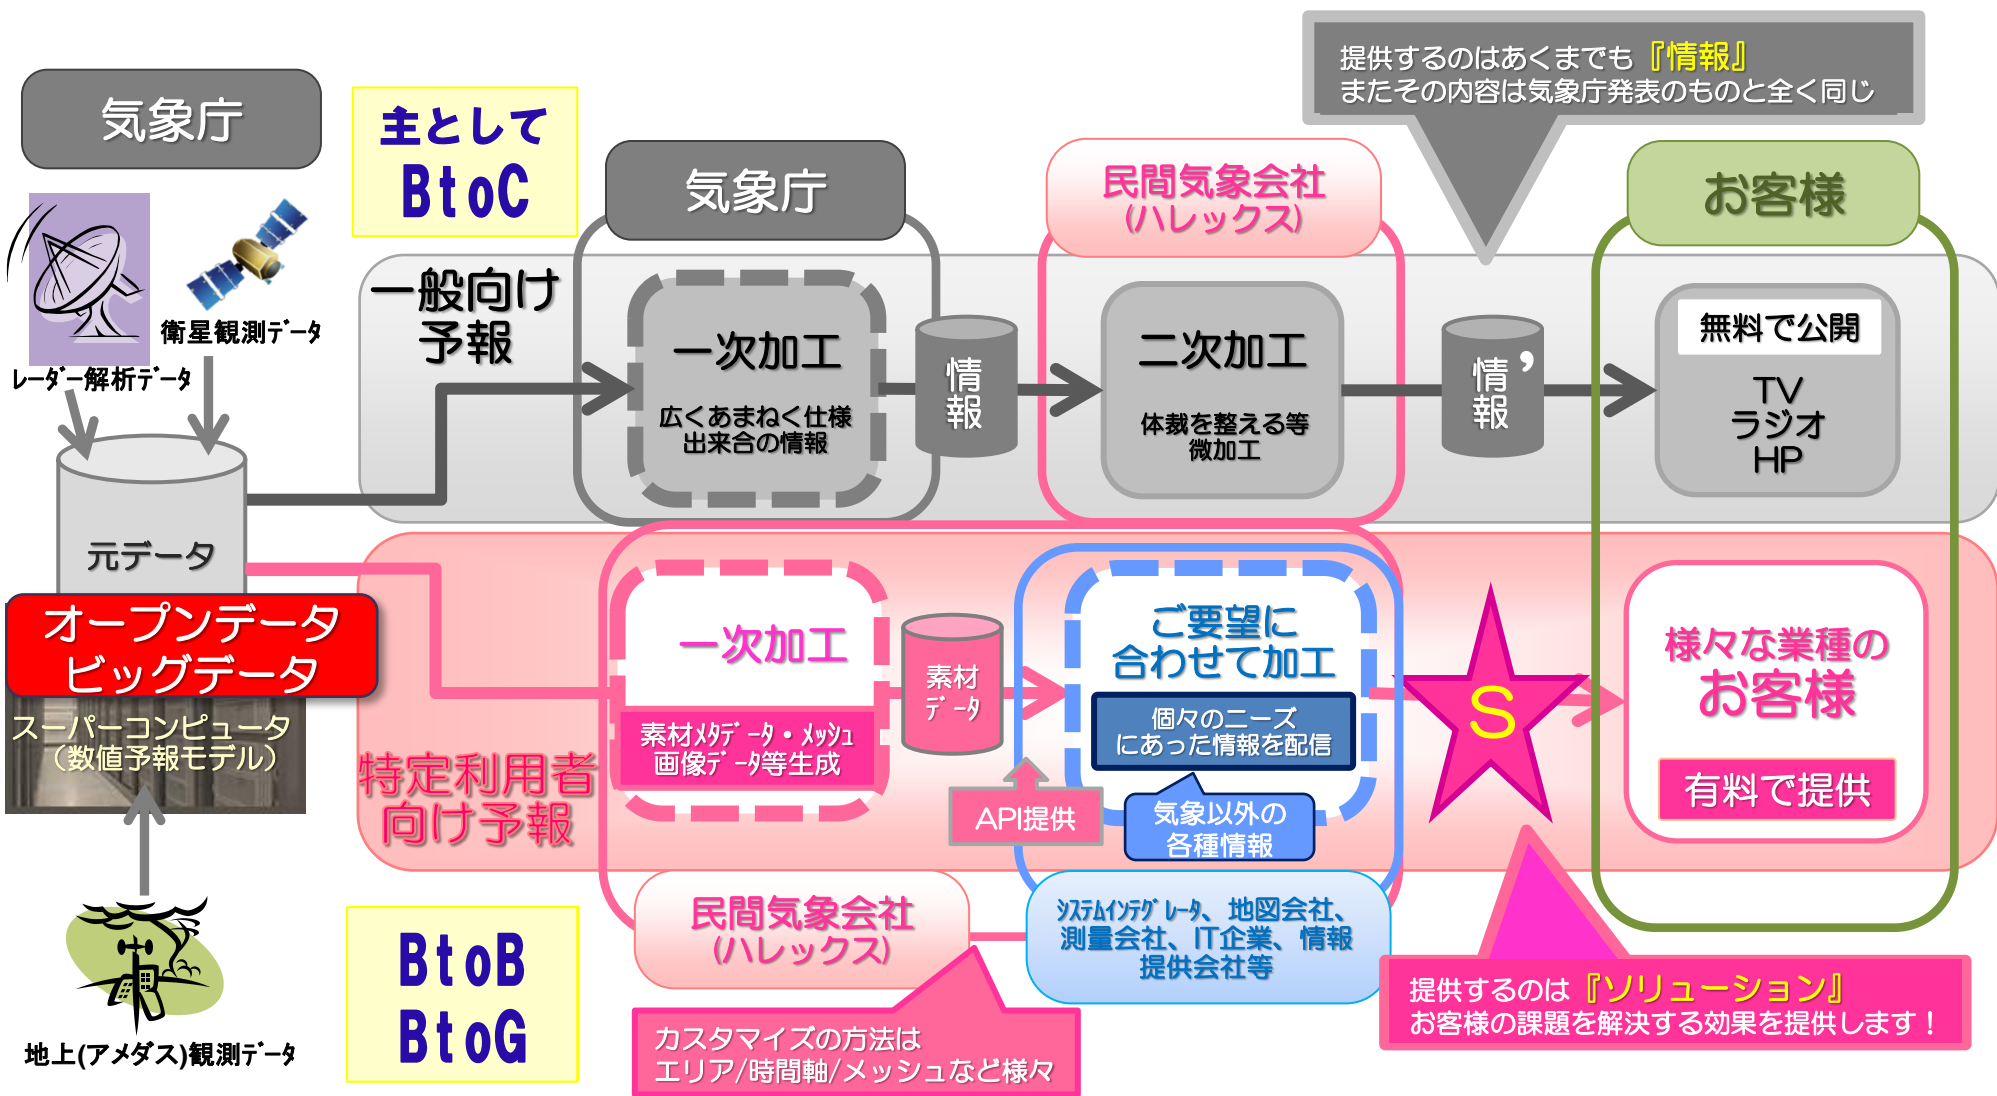 気象庁
主として
BtoC
気象庁
民間気象会社
(ハレックス)
提供するのはあくまでも『情報』
またその内容は気象庁発表のものと全く同じ
お客様
衛星観測データ
レーダー解析データ
一般向け
予報
一次加工
広くあまねく仕様
出来合の情報
情
報
二次加工
体裁を整える等
微加工
情’
報
無料で公開
TV
ラジオ
HP
元データ
オープンデータ
ビッグデータ
スーパーコンピュータ
(数値予報モデル)
特定利用者
向け予報
一次加工
素材メタデータ・メッシュ
画像データ等生成
素材
データ
API提供
ご要望に
合わせて加工
個々のニーズ
にあった情報を配信
気象以外の
各種情報
S
様々な業種の
お客様
有料で提供
地上(アメダス)観測データ
BtoB
BtoG
民間気象会社
(ハレックス)
システムインテグレータ、地図会社、
測量会社、IT企業、情報
提供会社等
カスタマイズの方法は
エリア/時間軸/メッシュなど様々
提供するのは『ソリューション』
お客様の課題を解決する効果を提供します！